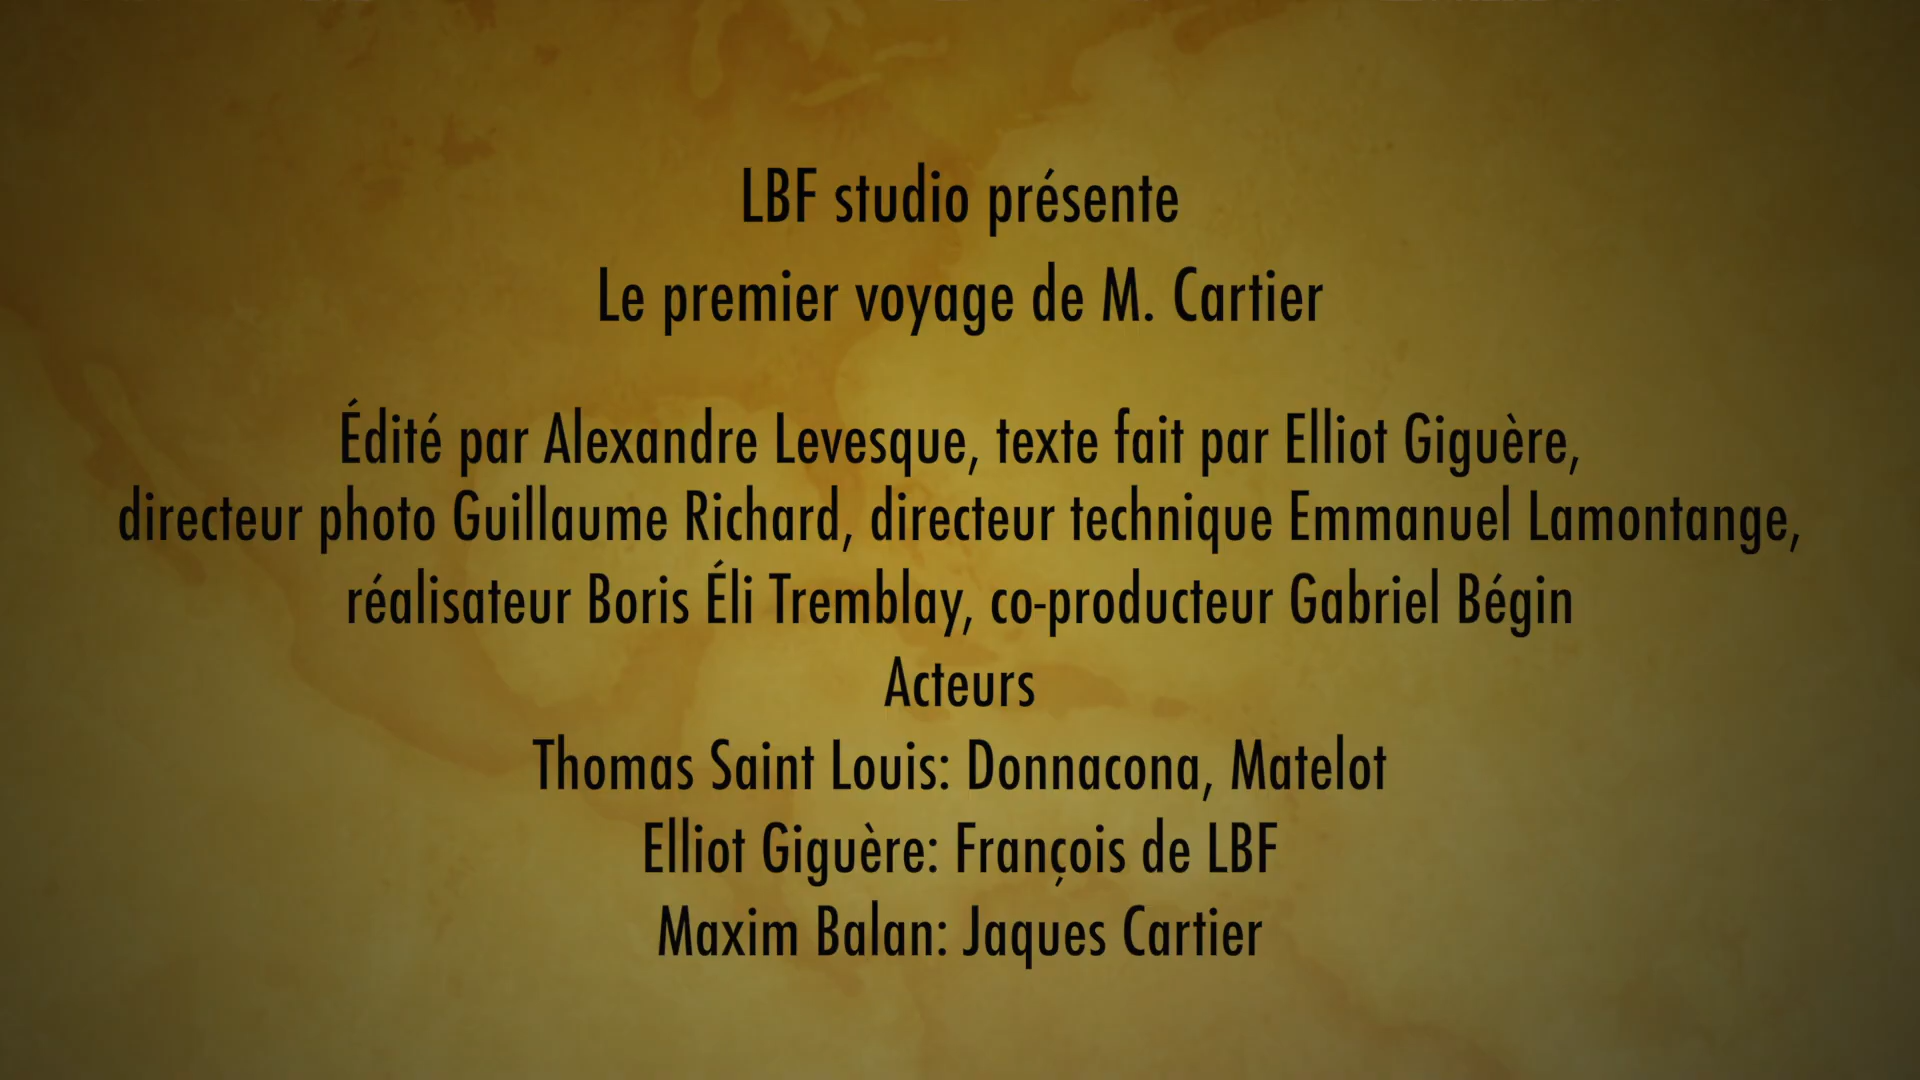 LBF studio présente
Le premier voyage de M. Cartier
Édité par Alexandre Levesque, texte fait par Elliot Giguère,
directeur photo Guillaume Richard, directeur technique Emmanuel Lamontange,
réalisateur Boris Éli Tremblay, co-producteur Gabriel Bégin
Acteurs
Thomas Saint Louis: Donnacona, Matelot
Elliot Giguère: François de LBF
Maxim Balan: Jaques Cartier